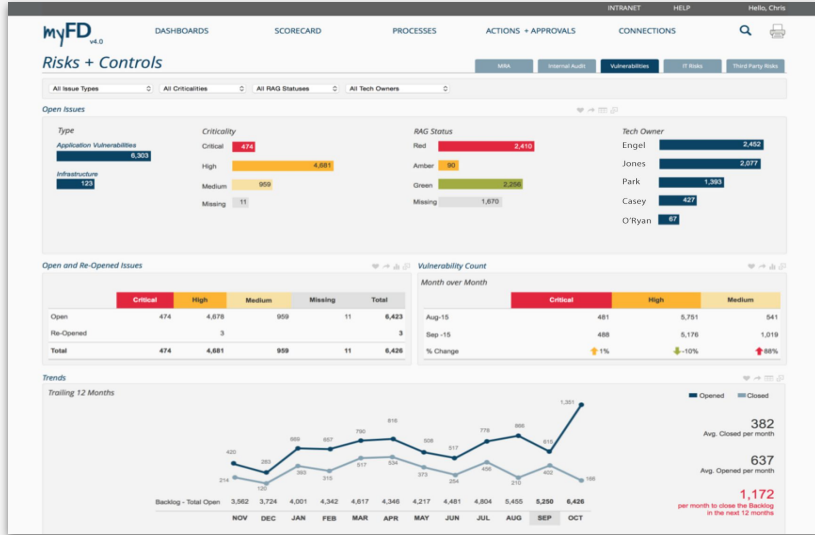 INTRANET HELP Hello, Chris
myFD v4.0 DASHBOARDS SCORECARD PROCESSES ACTIONS + APPROVALS CONNECTIONS
Risks + Controls
MRA Internal Audit Vulnerabilities IT Risks Third Party Risks
All Issue Types All Criticalities All RAG Statuses All Tech Owners
Open Issues
Type Criticality RAG Status Tech Owner
Application Vulnerabilities
6,303
Infrastructure
123
Critical 474
High 4,681
Medium 959
Missing 11
Red 2,410
Amber 90
Green 2,256
Missing 1,670
Engel 2,452
Jones 2,077
Park 1,393
Casey 427
O'Ryan 67
Open and Re-Opened Issues
Critical High Medium Missing Total
Open 474 4,678 959 11 6,423
Re-Opened 3 3
Total 474 4,681 959 11 6,426
Vulnerability Count
Month over Month
Critical High Medium
Aug-15 481 5,751 541
Sep -15 488 5,176 1,019
% Change 1% -10% 88%
Trends
Trailing 12 Months
Opened Closed
420 283 969 657 790 816 508 517 779 988 615 1,351
214 120 365 315 517 534 373 254 456 210 402 166
Backlog - Total Open 3,562 3,724 4,001 4,342 4,617 4,346 4,217 4,481 4,804 5,455 5,250 6,426
NOV DEC JAN FEB MAR APR MAY JUN JUL AUG SEP OCT
382
Avg. Closed per month
637
Avg. Opened per month
1,172
per month to close the Backlog
in the next 12 months